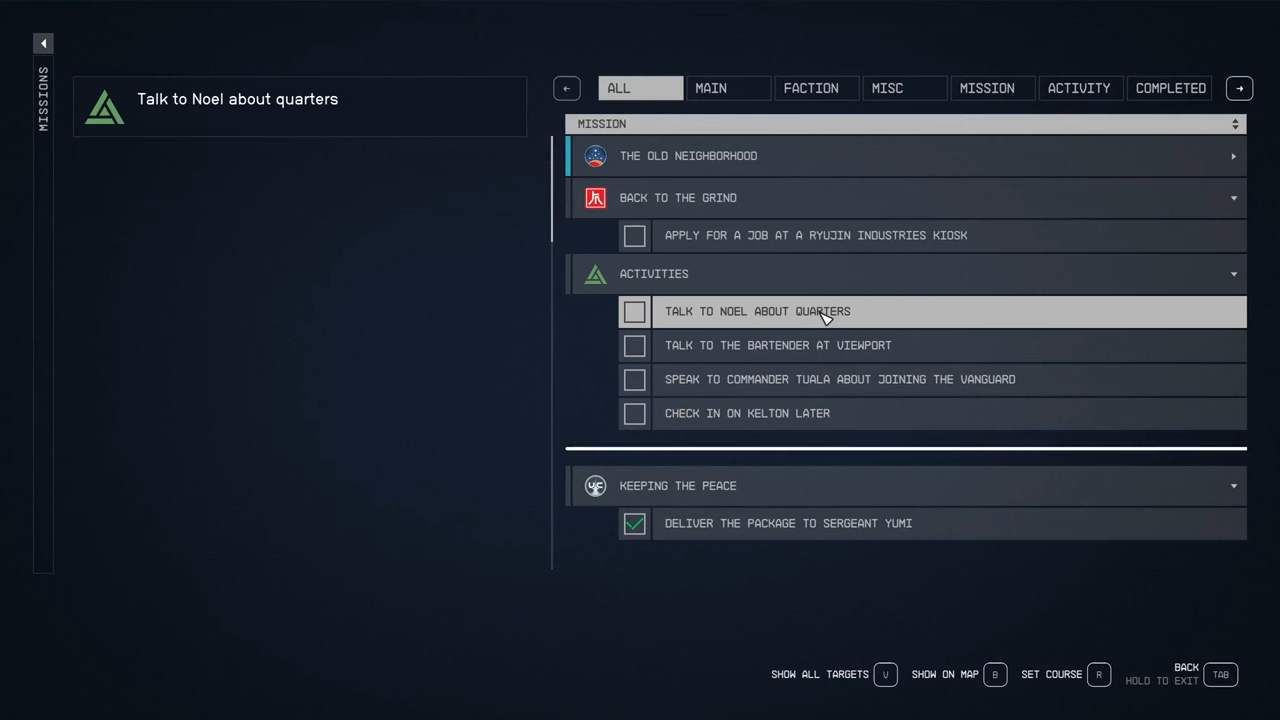 MISSIONS
Talk to Noel about quarters
ALL MAIN FACTION MISC MISSION ACTIVITY COMPLETED
MISSION
THE OLD NEIGHBORHOOD
BACK TO THE GRIND
APPLY FOR A JOB AT A RYUJIN INDUSTRIES KIOSK
ACTIVITIES
TALK TO NOEL ABOUT QUARTERS
TALK TO THE BARTENDER AT VIEWPORT
SPEAK TO COMMANDER TUALA ABOUT JOINING THE VANGUARD
CHECK IN ON KELTON LATER
UC KEEPING THE PEACE
DELIVER THE PACKAGE TO SERGEANT YUMI
SHOW ALL TARGETS V SHOW ON MAP B SET COURSE R BACK TAB
HOLD TO EXIT